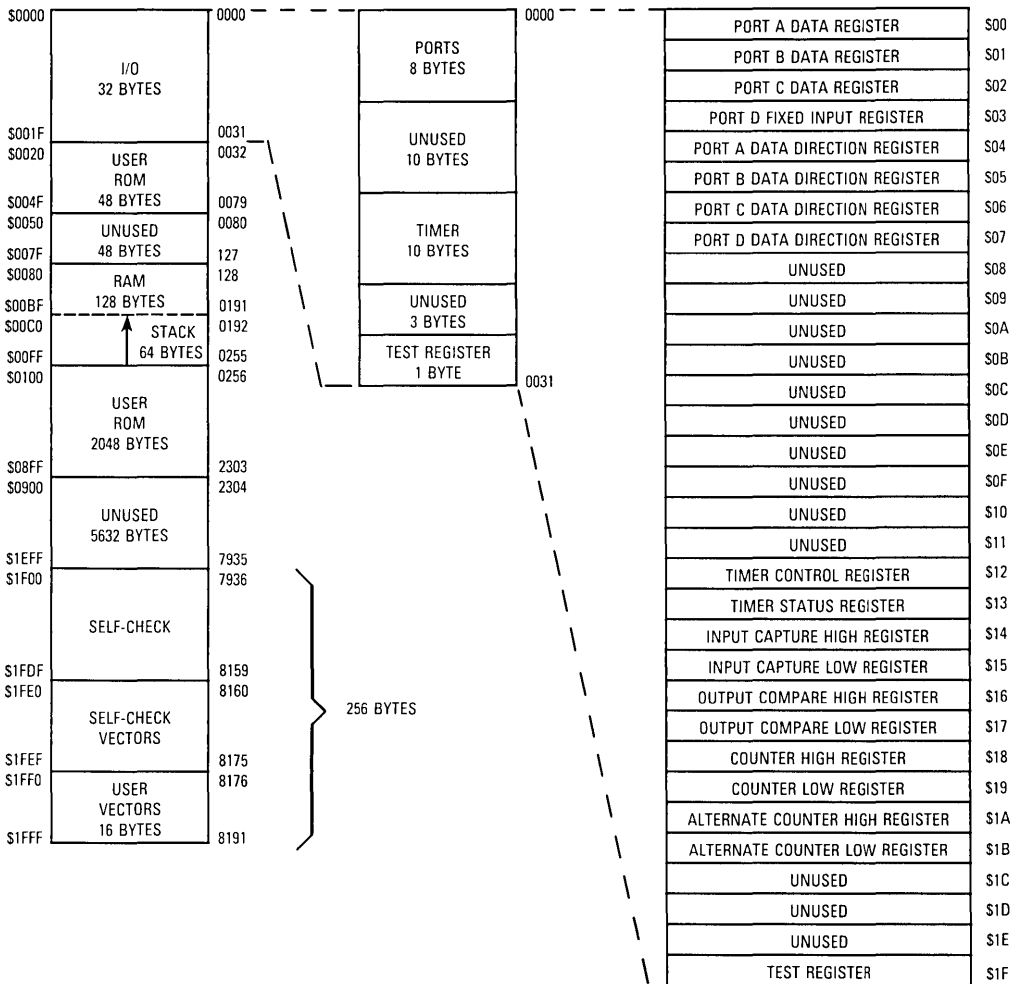 $0000
0000
I/O
32 BYTES
$001F
0031
$0020
0032
USER
ROM
48 BYTES
$004F
0079
$0050
0080
UNUSED
48 BYTES
$007F
127
$0080
128
RAM
128 BYTES
$00BF
0191
$00C0
0192
STACK
64 BYTES
$00FF
0255
$0100
0256
USER
ROM
2048 BYTES
$08FF
2303
$0900
2304
UNUSED
5632 BYTES
$1EFF
7935
$1F00
7936
SELF-CHECK
$1FDF
8159
$1FE0
8160
SELF-CHECK
VECTORS
$1FEF
8175
$1FF0
8176
USER
VECTORS
16 BYTES
$1FFF
8191
256 BYTES
0000
PORTS
8 BYTES
UNUSED
10 BYTES
TIMER
10 BYTES
UNUSED
3 BYTES
TEST REGISTER
1 BYTE
0031
PORT A DATA REGISTER $00
PORT B DATA REGISTER $01
PORT C DATA REGISTER $02
PORT D FIXED INPUT REGISTER $03
PORT A DATA DIRECTION REGISTER $04
PORT B DATA DIRECTION REGISTER $05
PORT C DATA DIRECTION REGISTER $06
PORT D DATA DIRECTION REGISTER $07
UNUSED $08
UNUSED $09
UNUSED $0A
UNUSED $0B
UNUSED $0C
UNUSED $0D
UNUSED $0E
UNUSED $0F
UNUSED $10
UNUSED $11
TIMER CONTROL REGISTER $12
TIMER STATUS REGISTER $13
INPUT CAPTURE HIGH REGISTER $14
INPUT CAPTURE LOW REGISTER $15
OUTPUT COMPARE HIGH REGISTER $16
OUTPUT COMPARE LOW REGISTER $17
COUNTER HIGH REGISTER $18
COUNTER LOW REGISTER $19
ALTERNATE COUNTER HIGH REGISTER $1A
ALTERNATE COUNTER LOW REGISTER $1B
UNUSED $1C
UNUSED $1D
UNUSED $1E
TEST REGISTER $1F